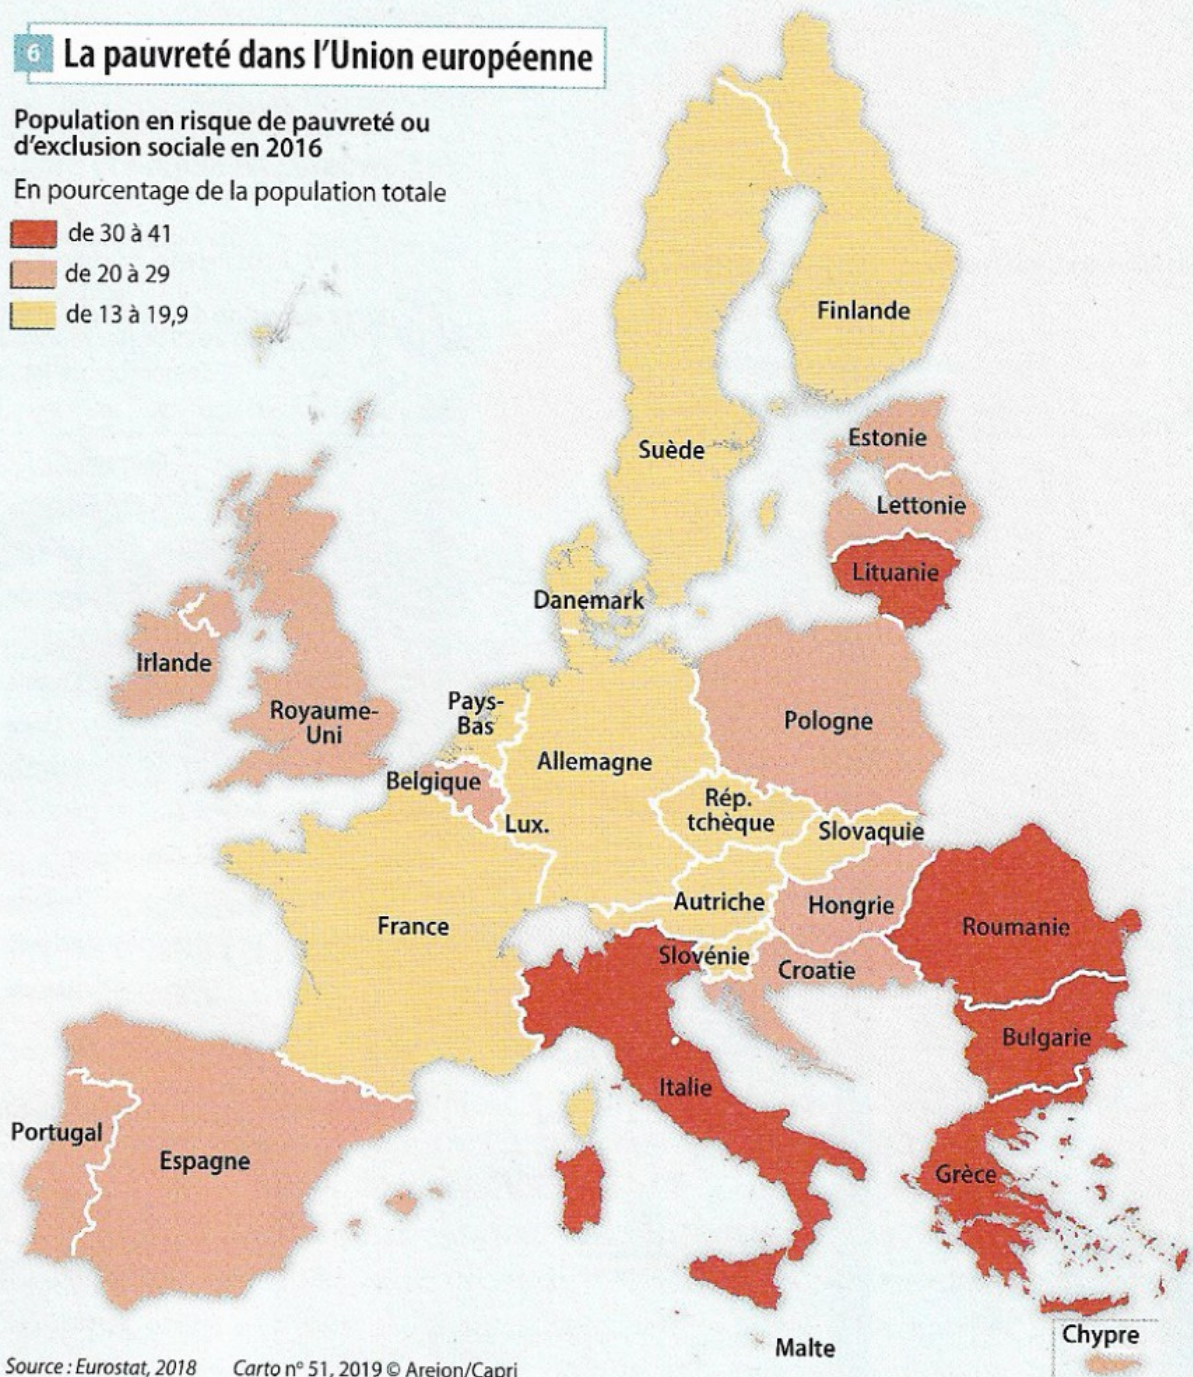 6 La pauvreté dans l'Union européenne
Population en risque de pauvreté ou
d'exclusion sociale en 2016
En pourcentage de la population totale
de 30 à 41
de 20 à 29
de 13 à 19,9
Finlande
Estonie
Suède
Lettonie
Lituanie
Danemark
Irlande
Royaume-
Uni
Pays-
Bas
Pologne
Allemagne
Belgique
Rép.
tchèque
Lux.
Slovaquie
Autriche
Hongrie
France
Roumanie
Slovénie
Croatie
Bulgarie
Italie
Portugal
Espagne
Grèce
Malte
Chypre
Source : Eurostat, 2018 Carto n° 51, 2019 © Areion/Capri